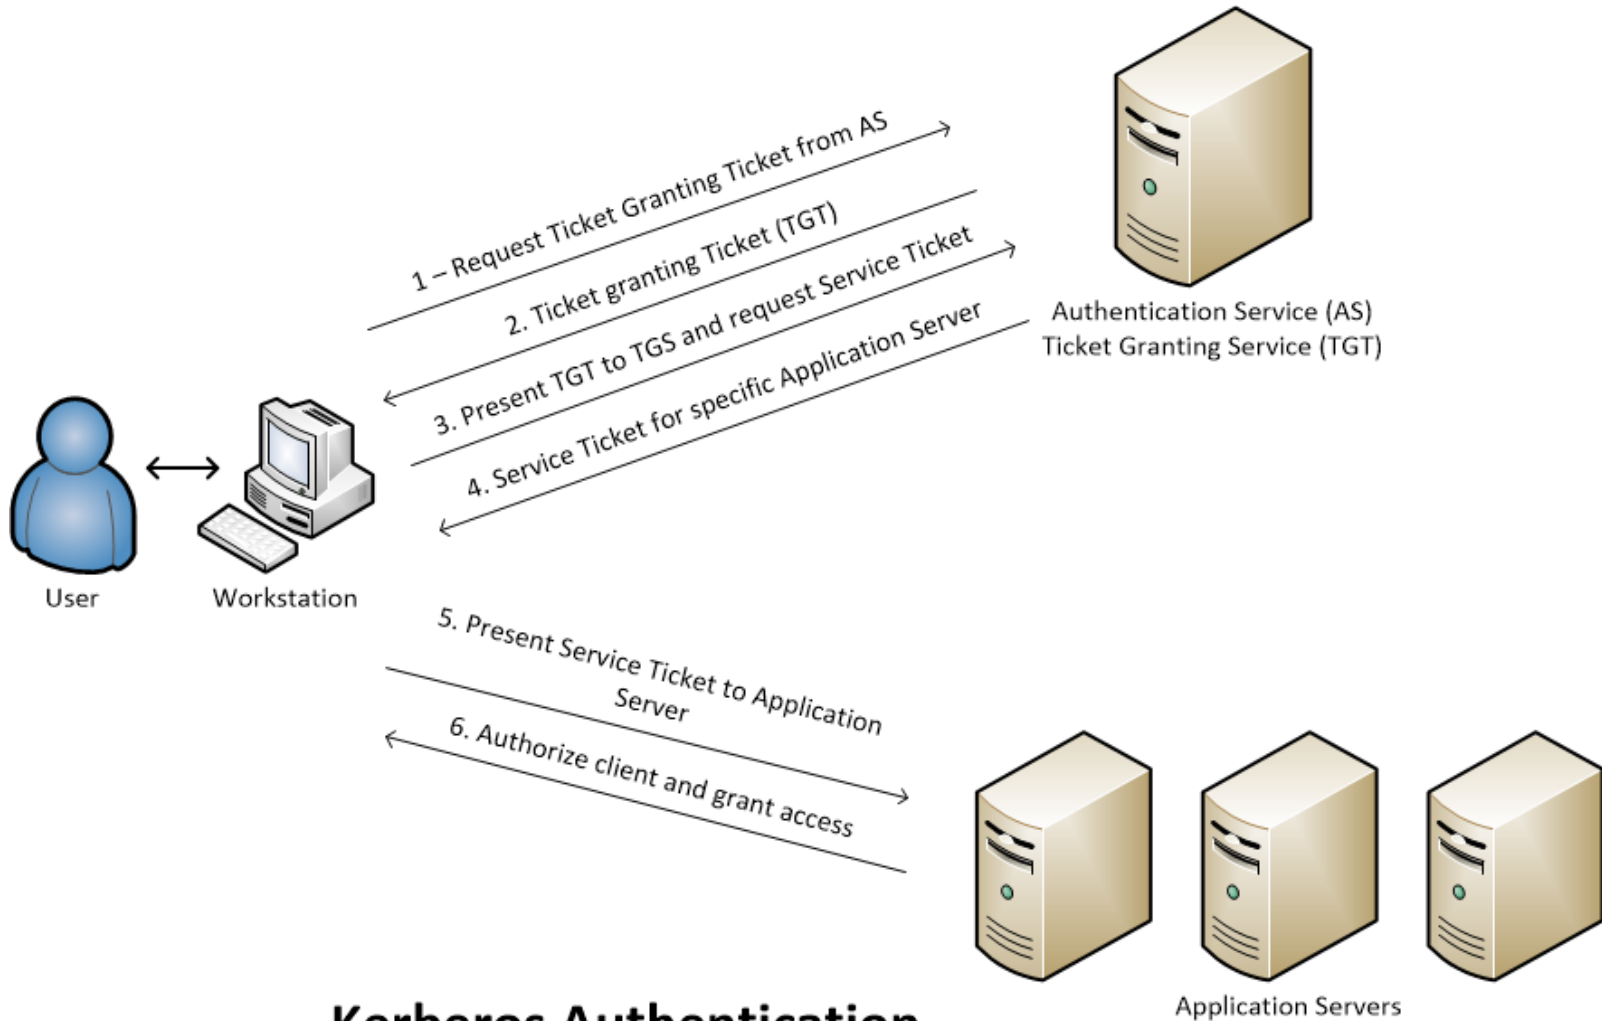 1 – Request Ticket Granting Ticket from AS
2. Ticket granting Ticket (TGT)
3. Present TGT to TGS and request Service Ticket
4. Service Ticket for specific Application Server
Authentication Service (AS)
Ticket Granting Service (TGT)
User
Workstation
5. Present Service Ticket to Application
Server
6. Authorize client and grant access
Application Servers
Kerberos Authentication